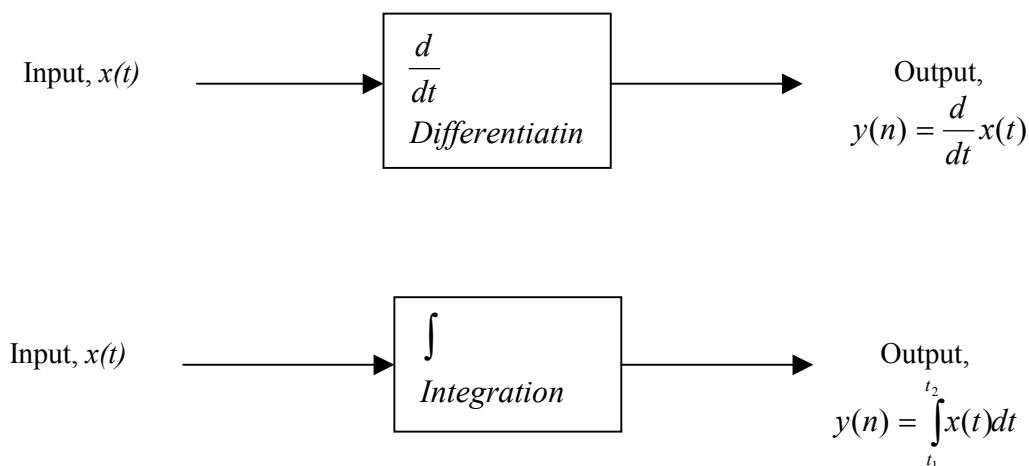 Input, x(t)
d
dt
Differentiatin
Output,
y(n) = d/dt x(t)
Input, x(t)
∫
Integration
Output,
y(n) = ∫_{t₁}^{t₂} x(t)dt